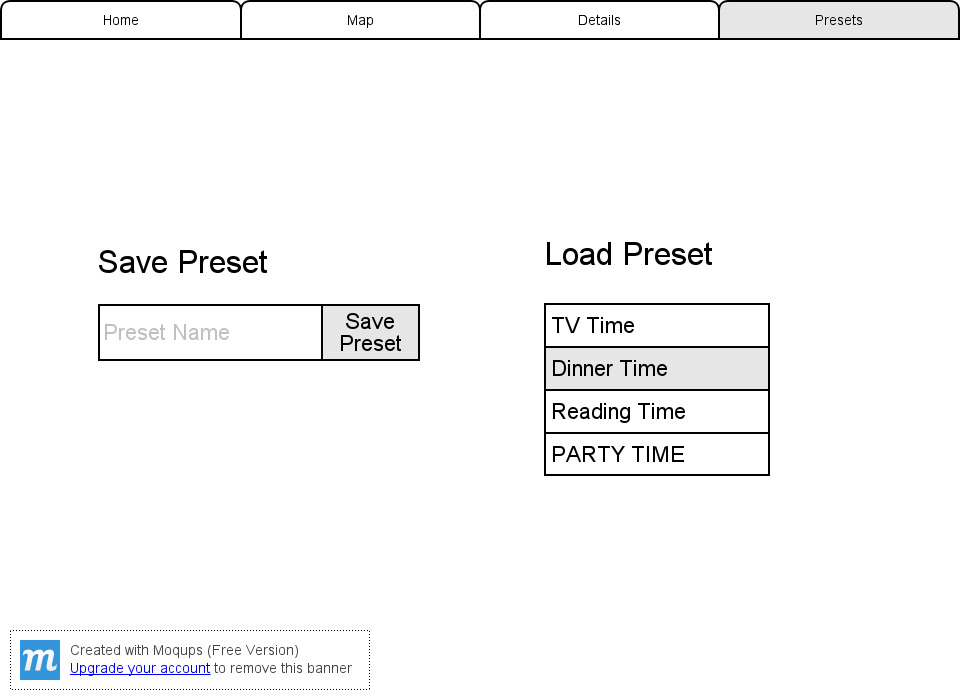 Home
Map
Details
Presets
Save Preset
Preset Name
Save
Preset
Load Preset
TV Time
Dinner Time
Reading Time
PARTY TIME
m
Created with Moqups (Free Version)
Upgrade your account to remove this banner